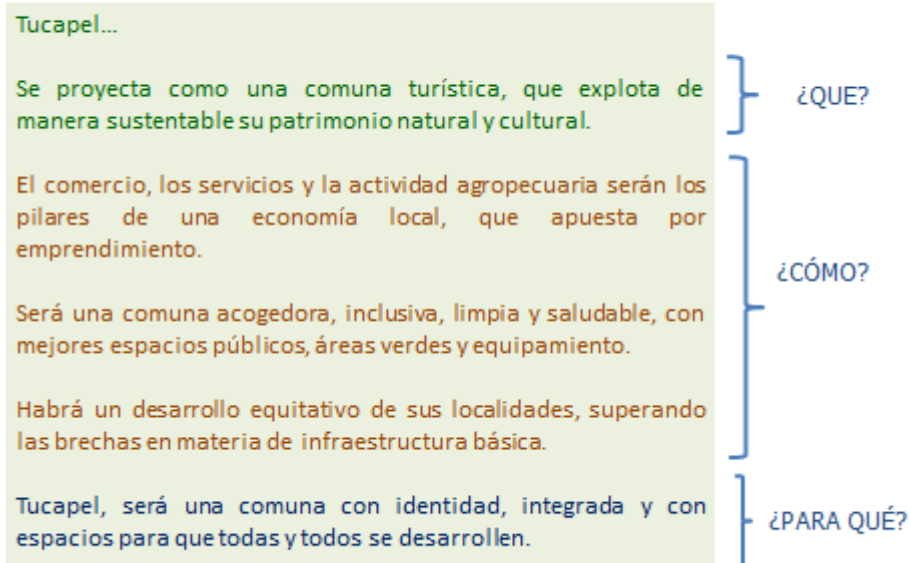 Tucapel...
Se proyecta como una comuna turística, que explota de
manera sustentable su patrimonio natural y cultural.
¿QUE?
El comercio, los servicios y la actividad agropecuaria serán los
pilares de una economía local, que apuesta por
emprendimiento.
Será una comuna acogedora, inclusiva, limpia y saludable, con
mejores espacios públicos, áreas verdes y equipamiento.
Habrá un desarrollo equitativo de sus localidades, superando
las brechas en materia de infraestructura básica.
¿CÓMO?
Tucapel, será una comuna con identidad, integrada y con
espacios para que todas y todos se desarrollen.
¿PARA QUÉ?